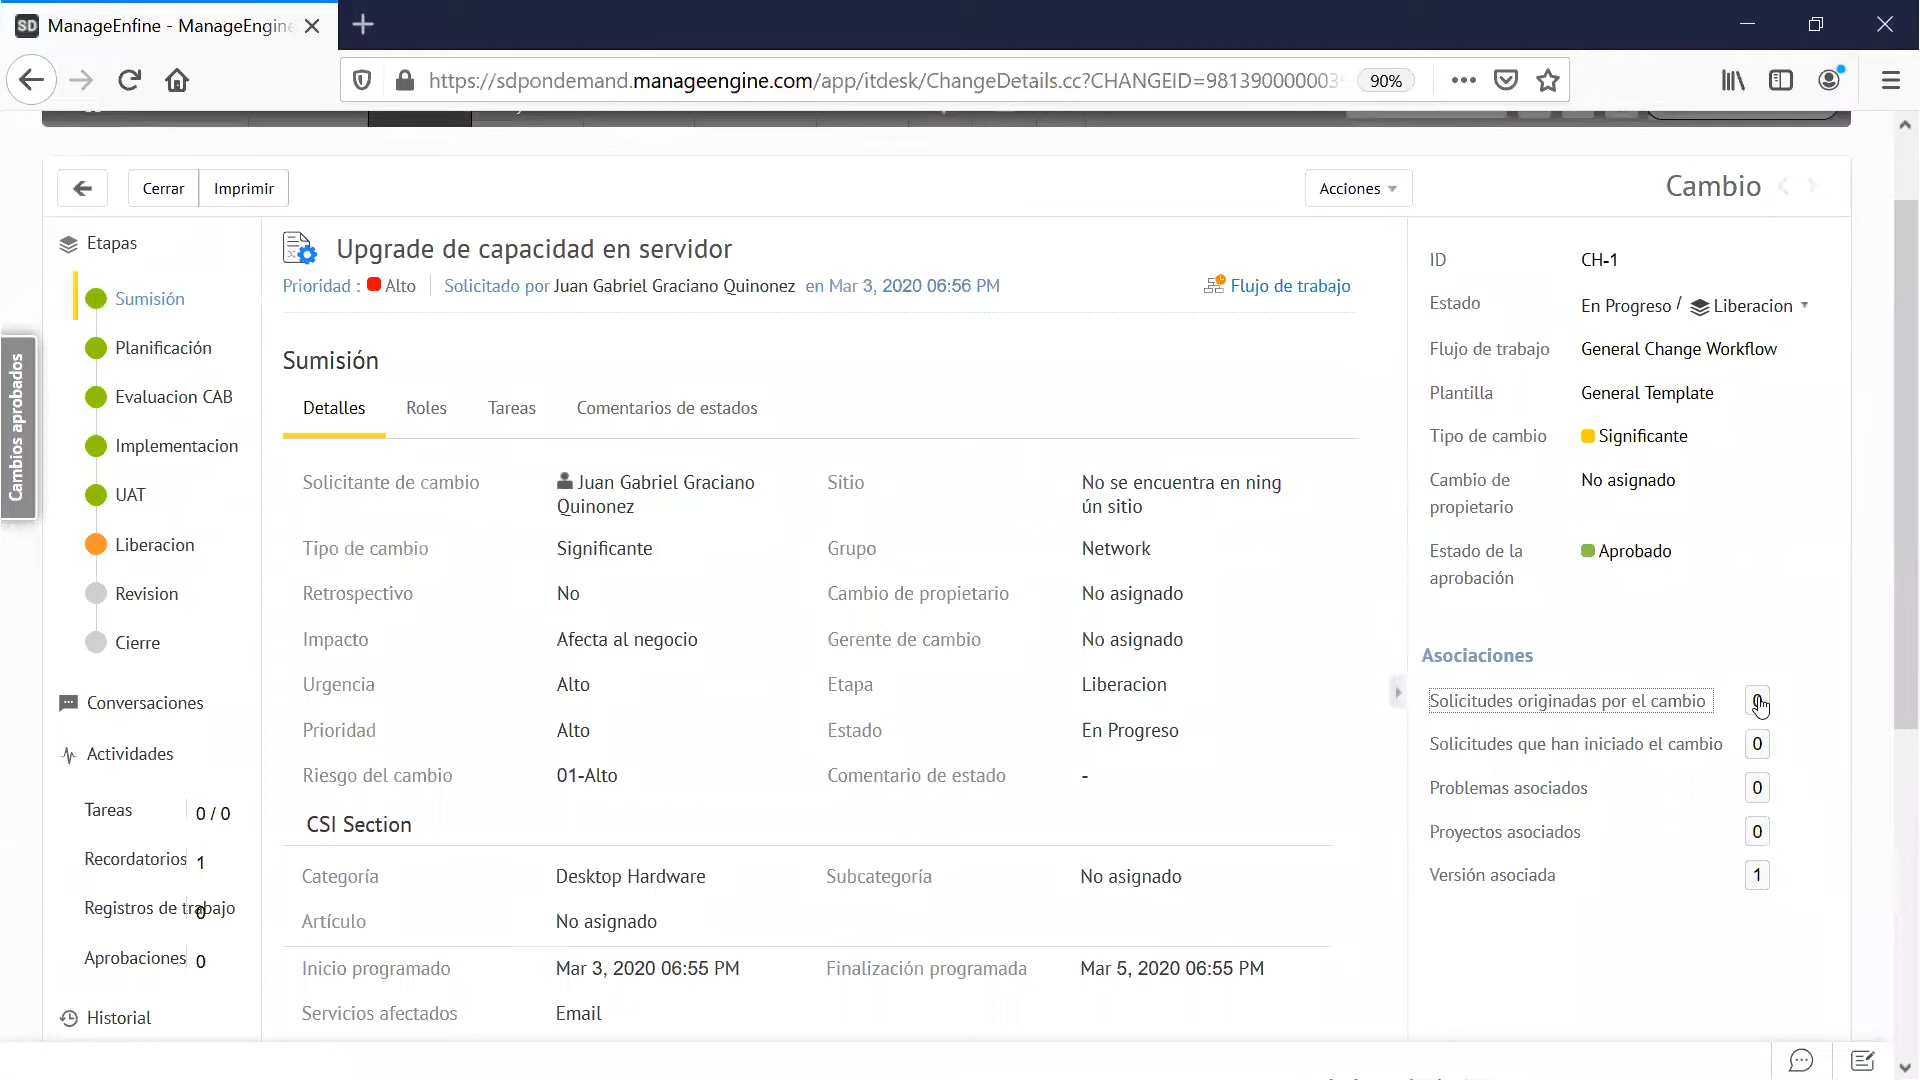 SD ManageEnfine - ManageEngine
https://sdpondemand.manageengine.com/app/itdesk/ChangeDetails.cc?CHANGEID=9813900000035
90%
Cerrar
Imprimir
Acciones
Cambio
Etapas
Sumisión
Planificación
Evaluacion CAB
Implementacion
UAT
Liberacion
Revision
Cierre
Conversaciones
Actividades
Tareas 0 / 0
Recordatorios 1
Registros de trabajo 0
Aprobaciones 0
Historial
Cambios aprobados
Upgrade de capacidad en servidor
Prioridad : Alto Solicitado por Juan Gabriel Graciano Quinonez en Mar 3, 2020 06:56 PM
Flujo de trabajo
Sumisión
Detalles Roles Tareas Comentarios de estados
Solicitante de cambio Juan Gabriel Graciano
Quinonez
Sitio No se encuentra en ning
ún sitio
Tipo de cambio Significante Grupo Network
Retrospectivo No Cambio de propietario No asignado
Impacto Afecta al negocio Gerente de cambio No asignado
Urgencia Alto Etapa Liberacion
Prioridad Alto Estado En Progreso
Riesgo del cambio 01-Alto Comentario de estado -
CSI Section
Categoría Desktop Hardware Subcategoría No asignado
Artículo No asignado
Inicio programado Mar 3, 2020 06:55 PM Finalización programada Mar 5, 2020 06:55 PM
Servicios afectados Email
ID CH-1
Estado En Progreso / Liberacion
Flujo de trabajo General Change Workflow
Plantilla General Template
Tipo de cambio Significante
Cambio de
propietario
No asignado
Estado de la
aprobación
Aprobado
Asociaciones
Solicitudes originadas por el cambio 0
Solicitudes que han iniciado el cambio 0
Problemas asociados 0
Proyectos asociados 0
Versión asociada 1